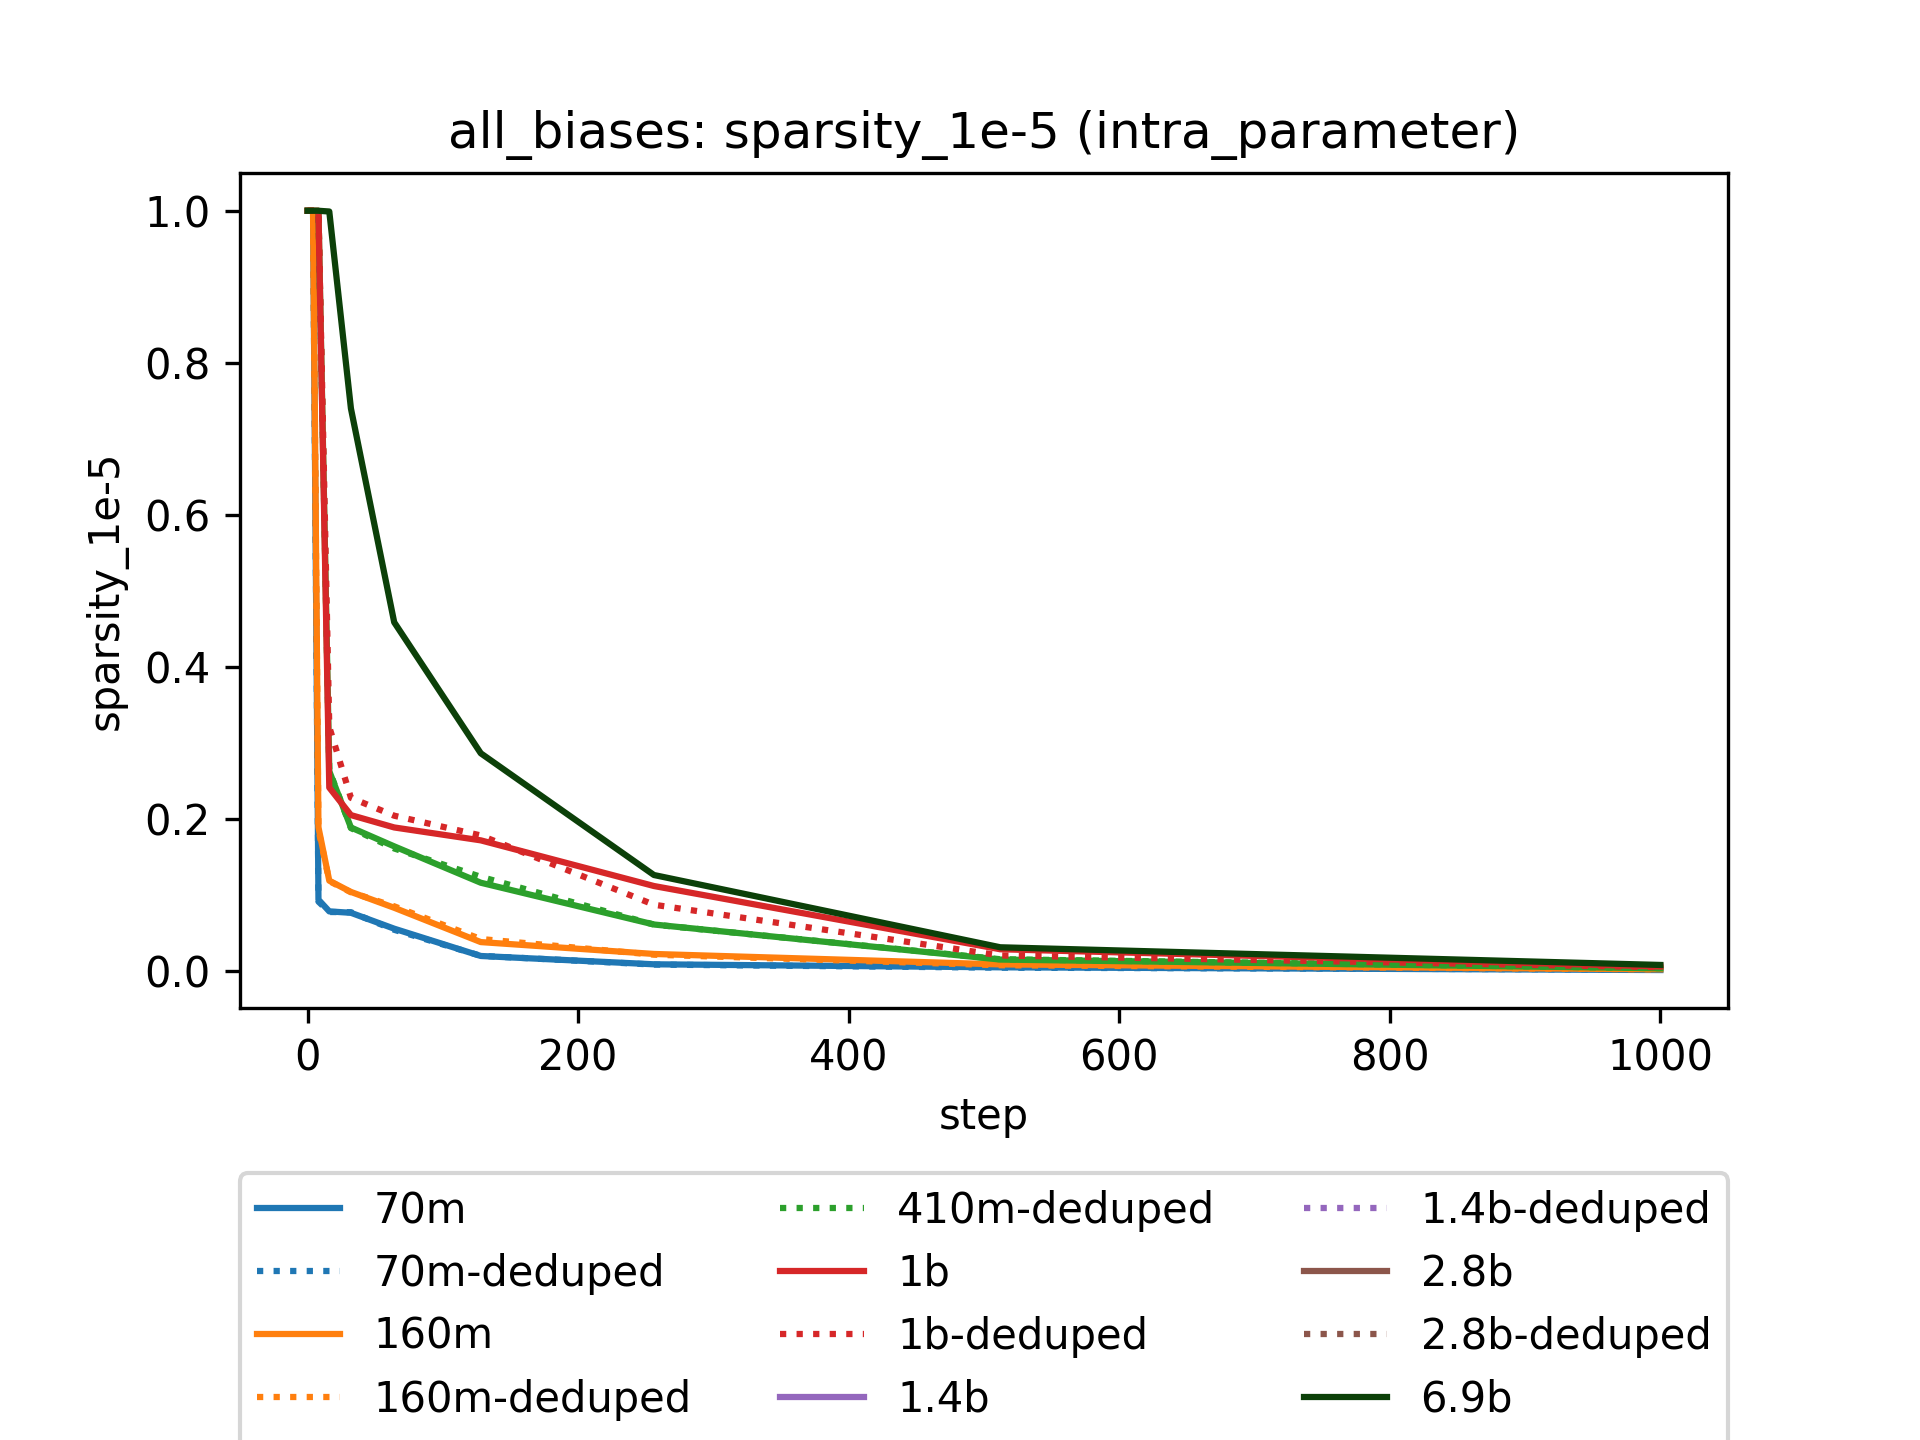 all_biases: sparsity_1e-5 (intra_parameter)
1.0
0.8
0.6
0.4
0.2
0.0
sparsity_1e-5
0 200 400 600 800 1000
step
70m
70m-deduped
160m
160m-deduped
410m-deduped
1b
1b-deduped
1.4b
1.4b-deduped
2.8b
2.8b-deduped
6.9b